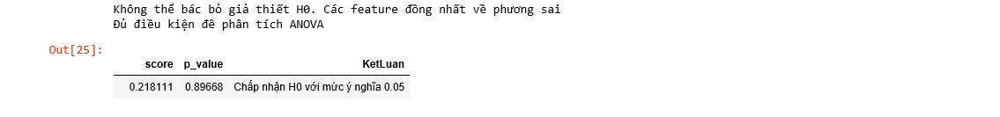 Không thể bác bỏ giả thiết H0. Các feature đồng nhất về phương sai
Đủ điều kiện đê phân tích ANOVA
Out[25]:
score p_value KetLuan
0.218111 0.89668 Chấp nhận H0 với mức ý nghĩa 0.05